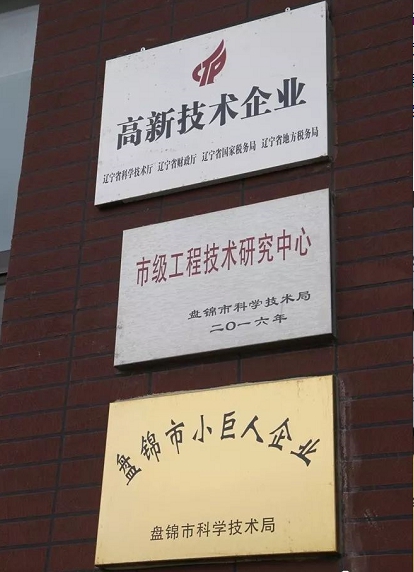 高新技术企业
辽宁省科学技术厅 辽宁省财政厅 辽宁省国家税务局 辽宁省地方税务局
市级工程技术研究中心
盘锦市科学技术局
二〇一六年
盘锦市小巨人企业
盘锦市科学技术局